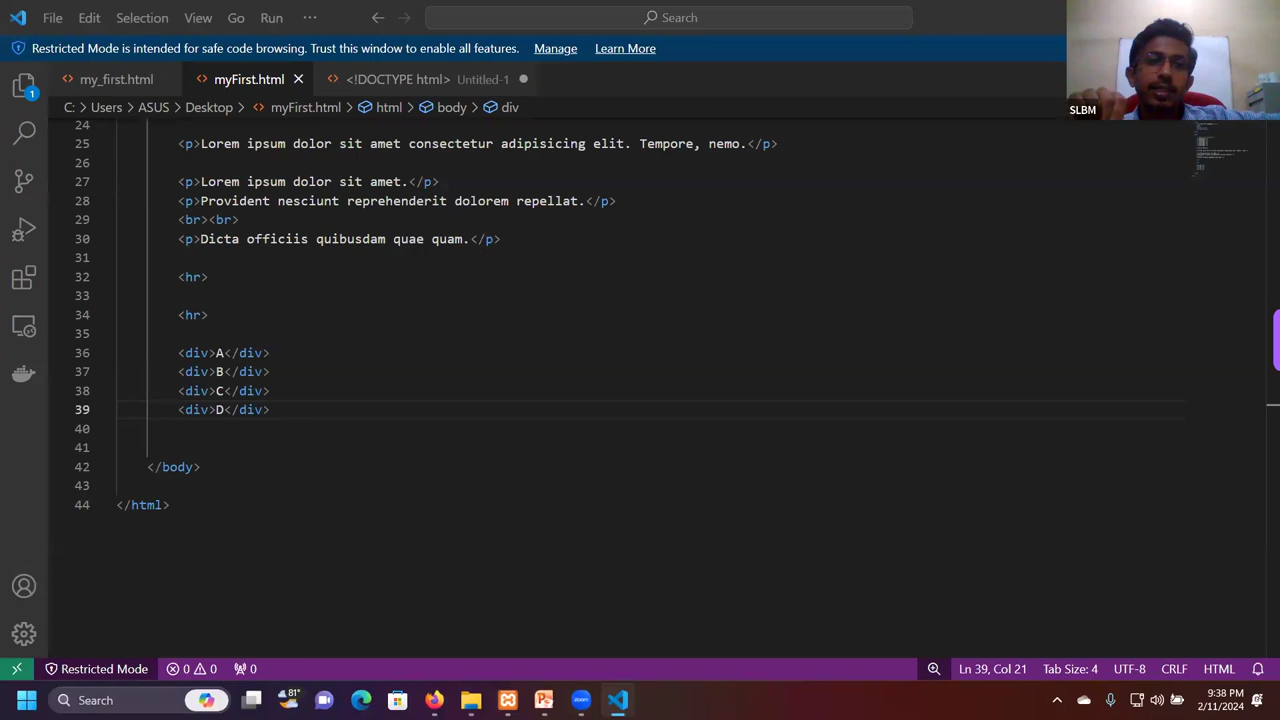 File Edit Selection View Go Run ··· Search
Restricted Mode is intended for safe code browsing. Trust this window to enable all features. Manage Learn More
my_first.html myFirst.html <!DOCTYPE html> Untitled-1
SLBM
C: > Users > ASUS > Desktop > myFirst.html > html > body > div
1
24
25 <p>Lorem ipsum dolor sit amet consectetur adipisicing elit. Tempore, nemo.</p>
26
27 <p>Lorem ipsum dolor sit amet.</p>
28 <p>Provident nesciunt reprehenderit dolorem repellat.</p>
29 <br><br>
30 <p>Dicta officiis quibusdam quae quam.</p>
31
32 <hr>
33
34 <hr>
35
36 <div>A</div>
37 <div>B</div>
38 <div>C</div>
39 <div>D</div>
40
41
42 </body>
43
44 </html>
Restricted Mode 0 0 0 Ln 39, Col 21 Tab Size: 4 UTF-8 CRLF HTML
Search 81° zoom 9:38 PM
2/11/2024